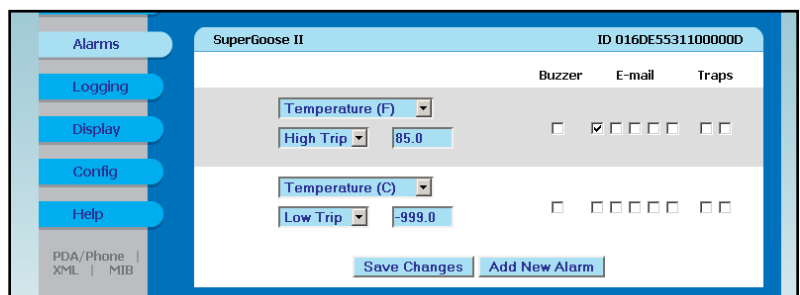 Alarms
Logging
Display
Config
Help
PDA/Phone |
XML | MIB
SuperGoose II ID 016DE5531100000D
Buzzer E-mail Traps
Temperature (F)
High Trip 85.0
Temperature (C)
Low Trip -999.0
Save Changes Add New Alarm